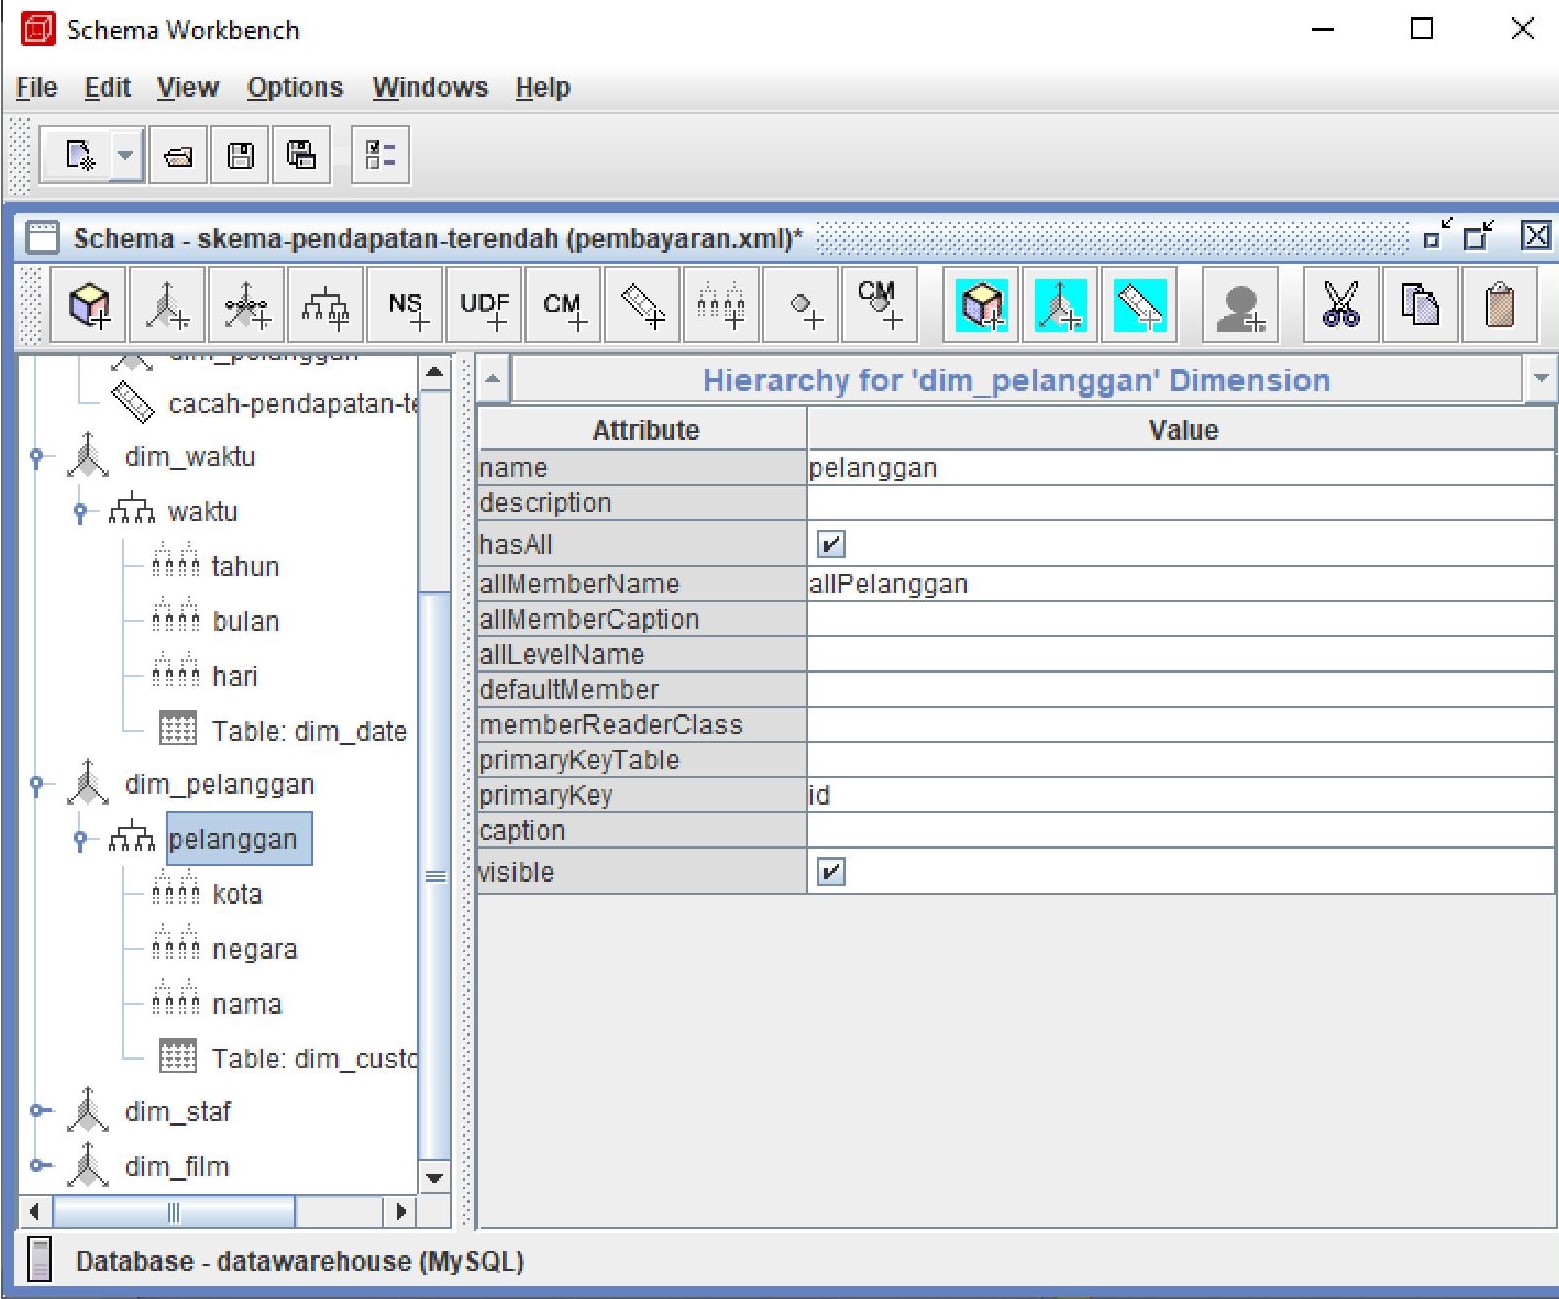 Schema Workbench
File Edit View Options Windows Help
Schema - skema-pendapatan-terendah (pembayaran.xml)*
NS UDF CM CM
dim_pelanggan
cacah-pendapatan-te
dim_waktu
waktu
tahun
bulan
hari
Table: dim_date
dim_pelanggan
pelanggan
kota
negara
nama
Table: dim_custo
dim_staf
dim_film
Hierarchy for 'dim_pelanggan' Dimension
Attribute Value
name pelanggan
description
hasAll
allMemberName allPelanggan
allMemberCaption
allLevelName
defaultMember
memberReaderClass
primaryKeyTable
primaryKey id
caption
visible
Database - datawarehouse (MySQL)